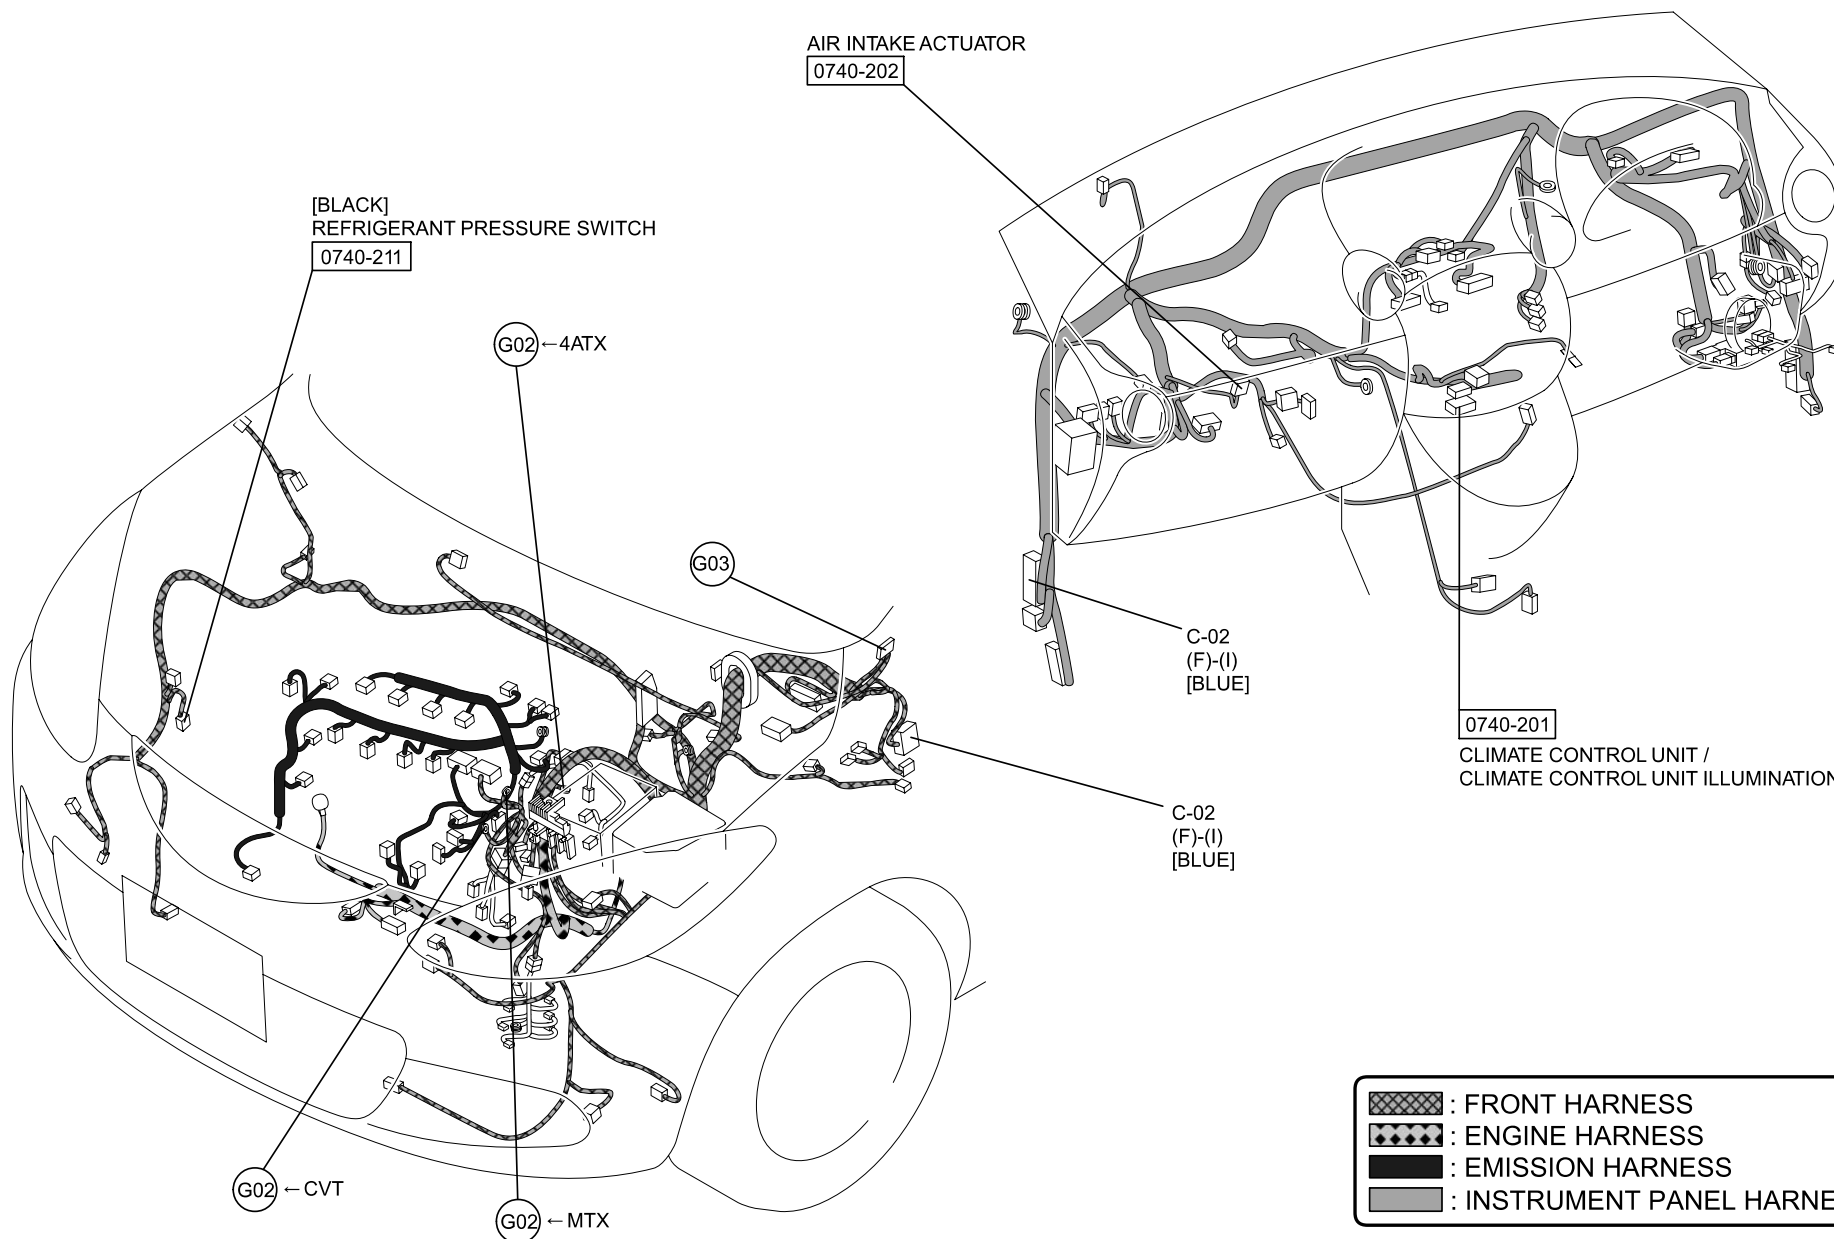 AIR INTAKE ACTUATOR
0740-202
[BLACK]
REFRIGERANT PRESSURE SWITCH
0740-211
G02 ←4ATX
G03
C-02
(F)-(I)
[BLUE]
0740-201
CLIMATE CONTROL UNIT /
CLIMATE CONTROL UNIT ILLUMINATION
C-02
(F)-(I)
[BLUE]
G02 ←CVT
G02 ←MTX
: FRONT HARNESS
: ENGINE HARNESS
: EMISSION HARNESS
: INSTRUMENT PANEL HARNE